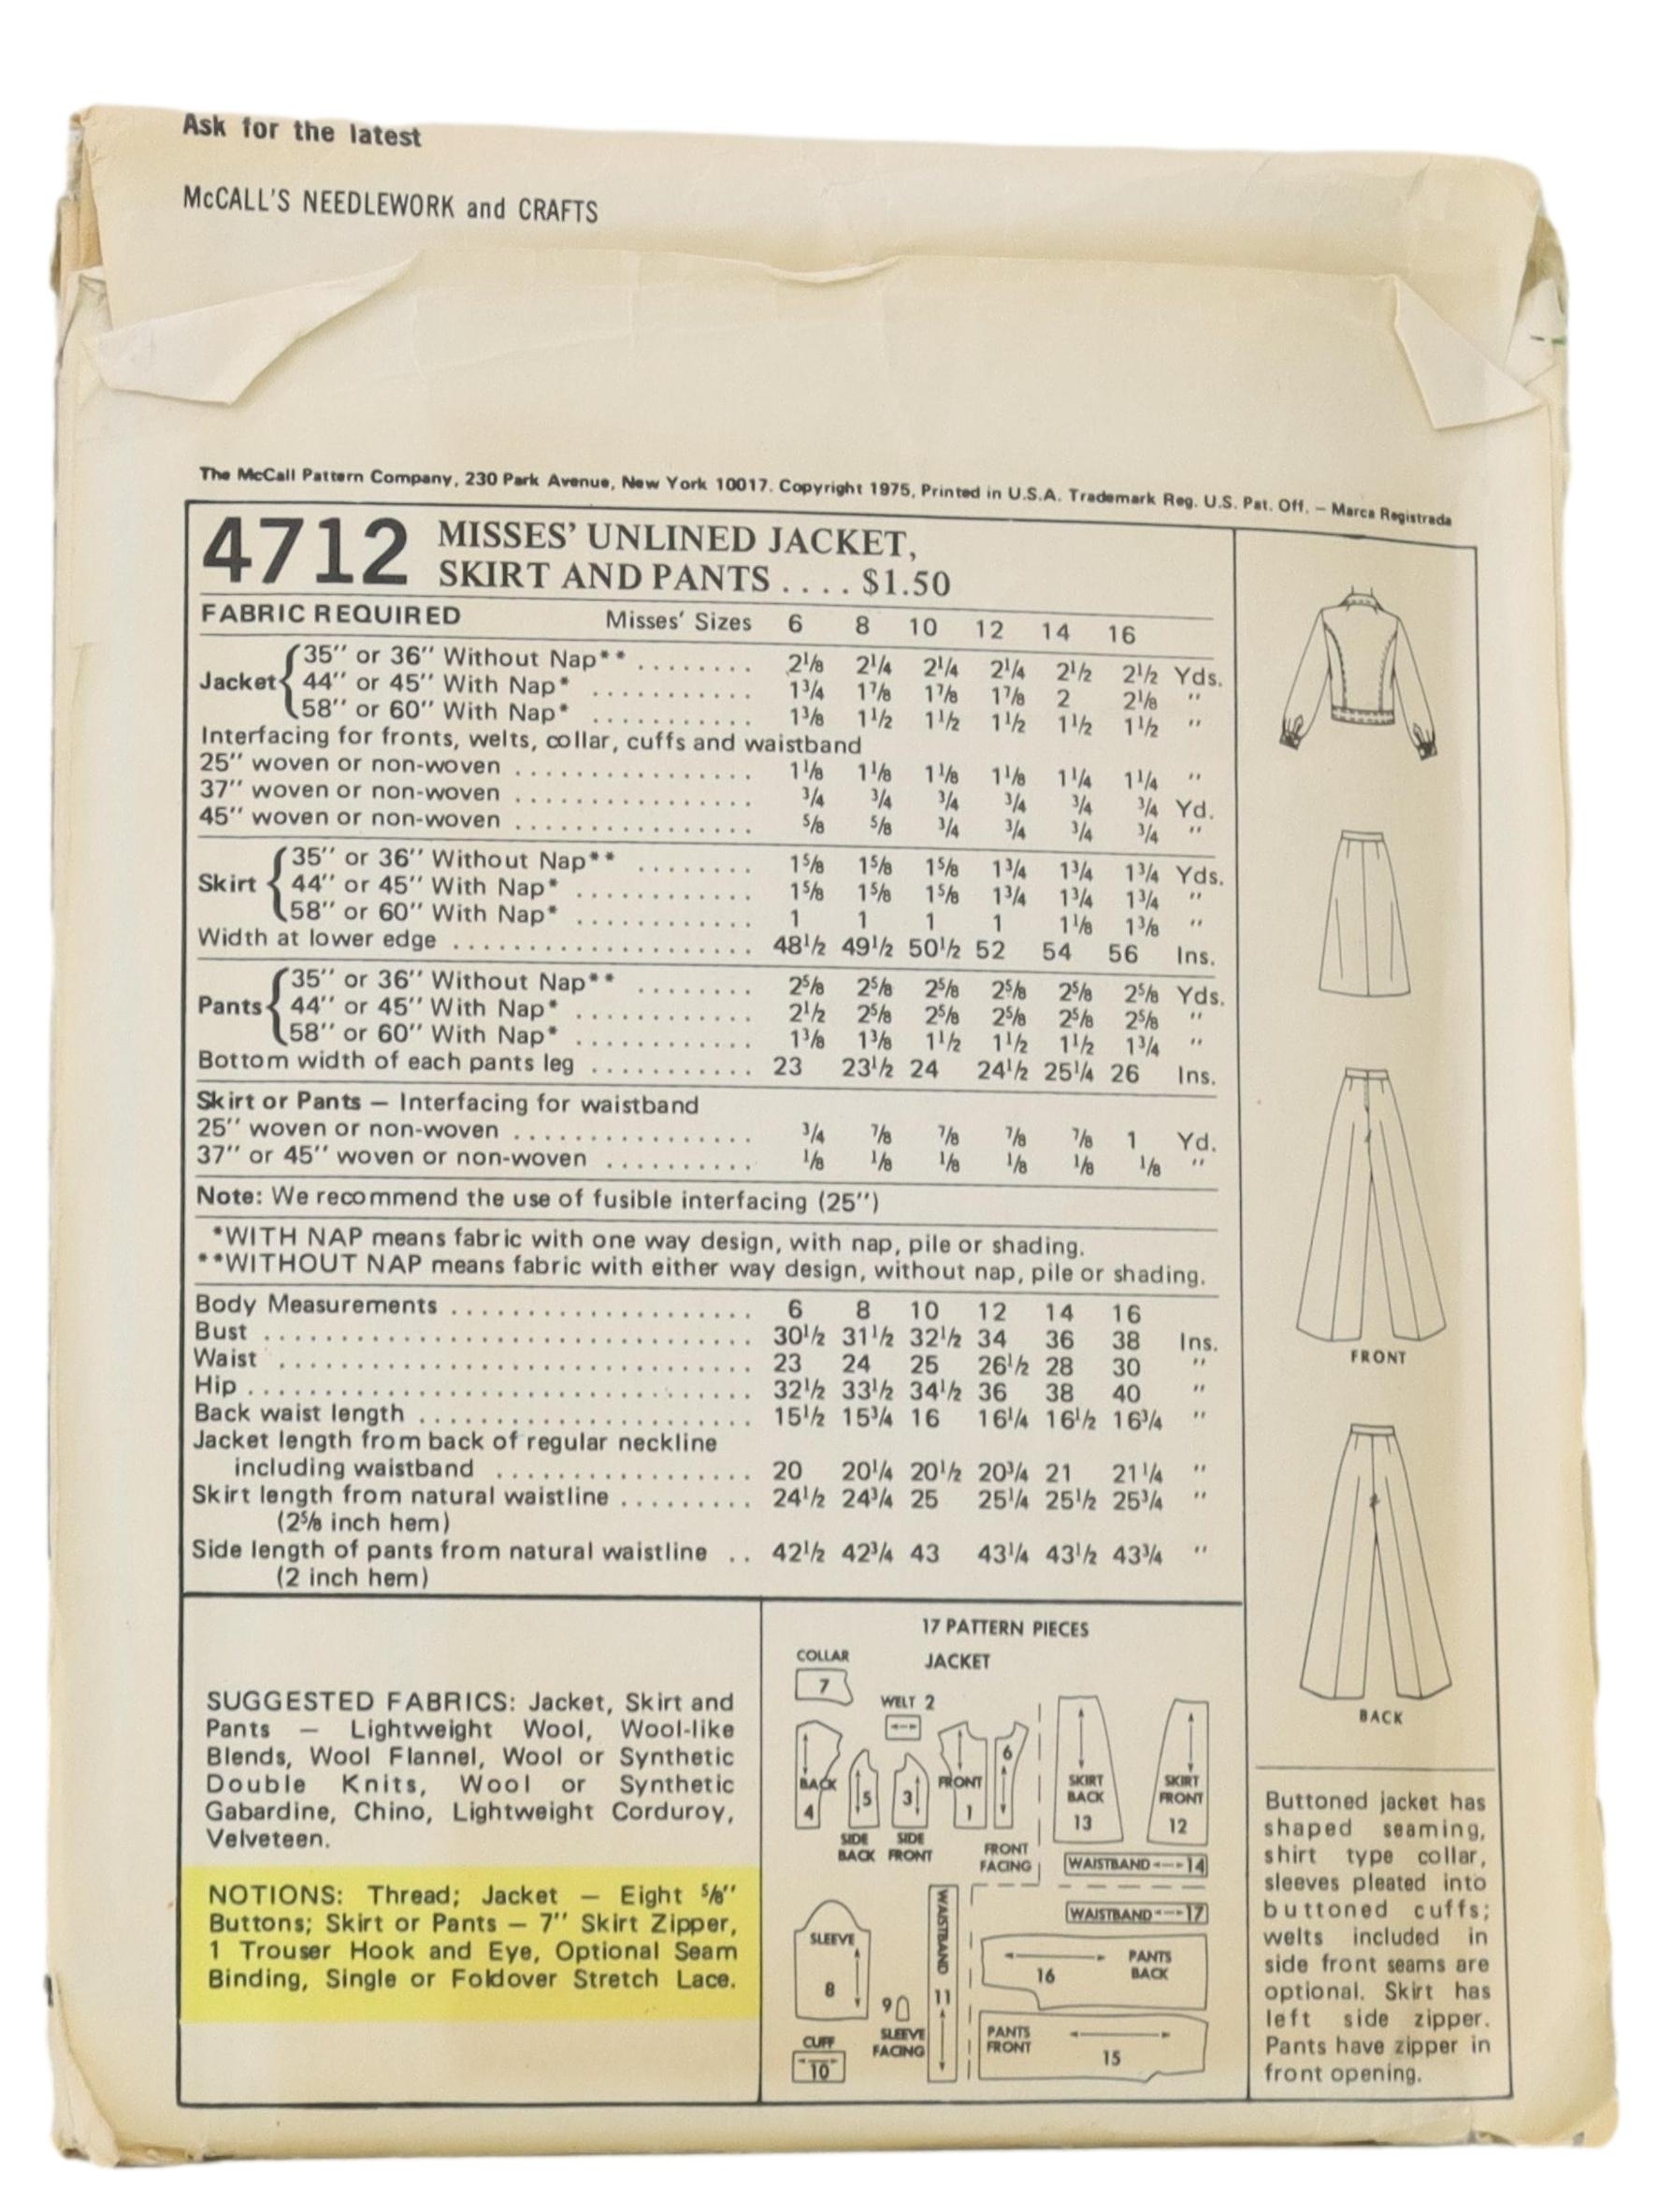 Ask for the latest
McCALL'S NEEDLEWORK and CRAFTS
The McCall Pattern Company, 230 Park Avenue, New York 10017. Copyright 1975, Printed in U.S.A. Trademark Reg. U.S. Pat. Off. — Marca Registrada
4712 MISSES' UNLINED JACKET,
SKIRT AND PANTS .... $1.50
FABRIC REQUIRED Misses' Sizes 6 8 10 12 14 16
35" or 36" Without Nap** ........ 2⅛ 2¼ 2¼ 2¼ 2½ 2½ Yds.
Jacket 44" or 45" With Nap* ............ 1¾ 1⅞ 1⅞ 1⅞ 2 2⅛ "
58" or 60" With Nap* ............ 1⅜ 1½ 1½ 1½ 1½ 1½ "
Interfacing for fronts, welts, collar, cuffs and waistband
25" woven or non-woven ................. 1⅛ 1⅛ 1⅛ 1⅛ 1¼ 1¼ "
37" woven or non-woven ................. ¾ ¾ ¾ ¾ ¾ ¾ Yd.
45" woven or non-woven ................. ⅝ ⅝ ¾ ¾ ¾ ¾ "
35" or 36" Without Nap** ........ 1⅝ 1⅝ 1⅝ 1¾ 1¾ 1¾ Yds.
Skirt 44" or 45" With Nap* ............ 1⅝ 1⅝ 1⅝ 1¾ 1¾ 1¾ "
58" or 60" With Nap* ............ 1 1 1 1 1⅛ 1⅜ "
Width at lower edge ..................... 48½ 49½ 50½ 52 54 56 Ins.
35" or 36" Without Nap** ........ 2⅝ 2⅝ 2⅝ 2⅝ 2⅝ 2⅝ Yds.
Pants 44" or 45" With Nap* ............ 2½ 2⅝ 2⅝ 2⅝ 2⅝ 2⅝ "
58" or 60" With Nap* ............ 1⅜ 1⅜ 1½ 1½ 1½ 1¾ "
Bottom width of each pants leg ........... 23 23½ 24 24½ 25¼ 26 Ins.
Skirt or Pants — Interfacing for waistband
25" woven or non-woven ................. ¾ ⅞ ⅞ ⅞ ⅞ 1 Yd.
37" or 45" woven or non-woven .......... ⅛ ⅛ ⅛ ⅛ ⅛ ⅛ "
Note: We recommend the use of fusible interfacing (25")
*WITH NAP means fabric with one way design, with nap, pile or shading.
**WITHOUT NAP means fabric with either way design, without nap, pile or shading.
Body Measurements ..................... 6 8 10 12 14 16
Bust .................................. 30½ 31½ 32½ 34 36 38 Ins.
Waist ................................. 23 24 25 26½ 28 30 "
Hip ................................... 32½ 33½ 34½ 36 38 40 "
Back waist length ....................... 15½ 15¾ 16 16¼ 16½ 16¾ "
Jacket length from back of regular neckline
including waistband .................. 20 20¼ 20½ 20¾ 21 21¼ "
Skirt length from natural waistline ......... 24½ 24¾ 25 25¼ 25½ 25¾ "
(2⅝ inch hem)
Side length of pants from natural waistline .. 42½ 42¾ 43 43¼ 43½ 43¾ "
(2 inch hem)
SUGGESTED FABRICS: Jacket, Skirt and
Pants — Lightweight Wool, Wool-like
Blends, Wool Flannel, Wool or Synthetic
Double Knits, Wool or Synthetic
Gabardine, Chino, Lightweight Corduroy,
Velveteen.
NOTIONS: Thread; Jacket — Eight ⅝"
Buttons; Skirt or Pants — 7" Skirt Zipper,
1 Trouser Hook and Eye, Optional Seam
Binding, Single or Foldover Stretch Lace.
17 PATTERN PIECES
JACKET
COLLAR
7
WELT 2
BACK
4
5
SIDE
BACK
3
SIDE
FRONT
FRONT
1
6
FRONT
FACING
SKIRT
BACK
13
SKIRT
FRONT
12
WAISTBAND 14
WAISTBAND 17
SLEEVE
8
9
SLEEVE
FACING
CUFF
10
WAISTBAND
11
PANTS
BACK
16
PANTS
FRONT
15
FRONT
BACK
Buttoned jacket has
shaped seaming,
shirt type collar,
sleeves pleated into
buttoned cuffs;
welts included in
side front seams are
optional. Skirt has
left side zipper.
Pants have zipper in
front opening.